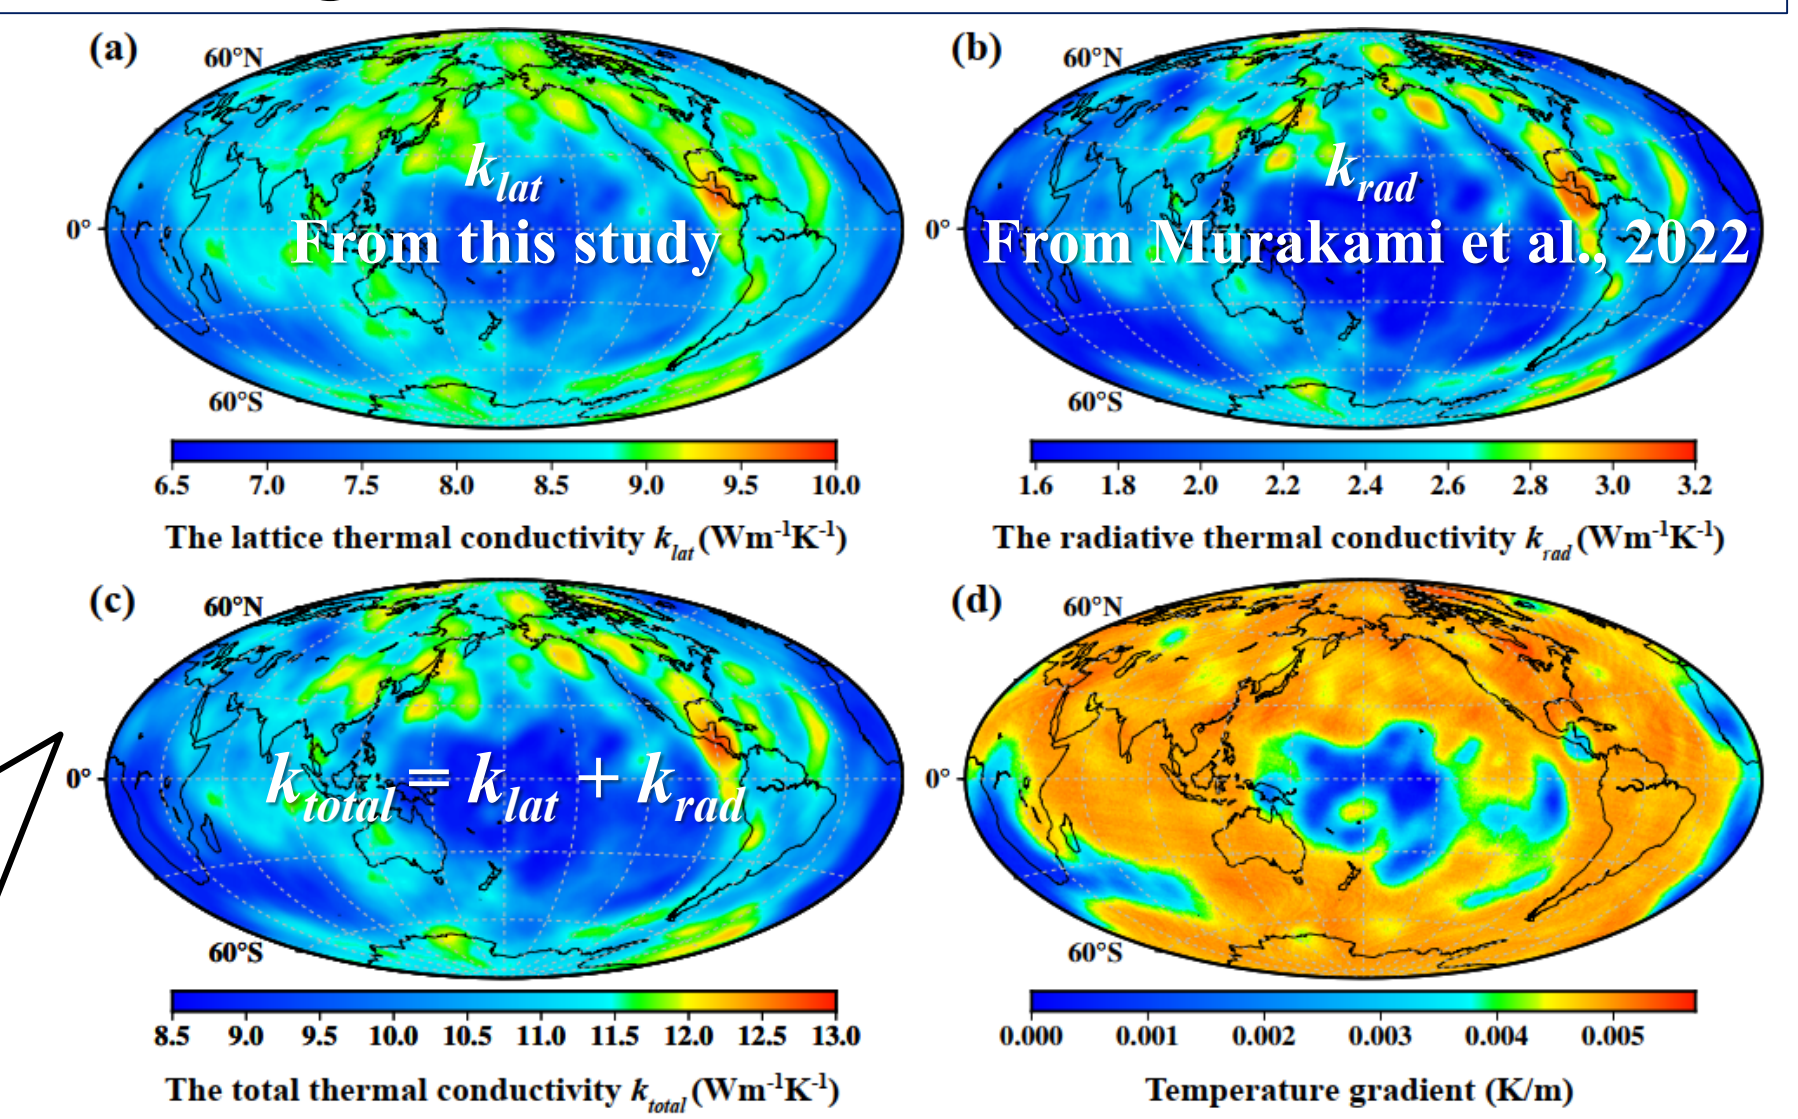 (a)
60°N
0°
60°S
k_lat
From this study
6.5 7.0 7.5 8.0 8.5 9.0 9.5 10.0
The lattice thermal conductivity k_lat (Wm⁻¹K⁻¹)
(b)
60°N
0°
60°S
k_rad
From Murakami et al., 2022
1.6 1.8 2.0 2.2 2.4 2.6 2.8 3.0 3.2
The radiative thermal conductivity k_rad (Wm⁻¹K⁻¹)
(c)
60°N
0°
60°S
k_total = k_lat + k_rad
8.5 9.0 9.5 10.0 10.5 11.0 11.5 12.0 12.5 13.0
The total thermal conductivity k_total (Wm⁻¹K⁻¹)
(d)
60°N
0°
60°S
0.000 0.001 0.002 0.003 0.004 0.005
Temperature gradient (K/m)